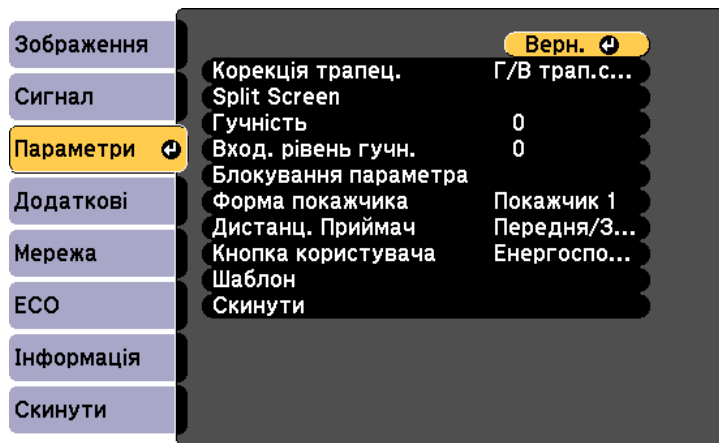 Зображення
Сигнал
Параметри
Додаткові
Мережа
ECO
Інформація
Скинути
Верн.
Корекція трапец. Г/В трап.с...
Split Screen
Гучність 0
Вход. рівень гучн. 0
Блокування параметра
Форма покажчика Покажчик 1
Дистанц. Приймач Передня/З...
Кнопка користувача Енергоспо...
Шаблон
Скинути